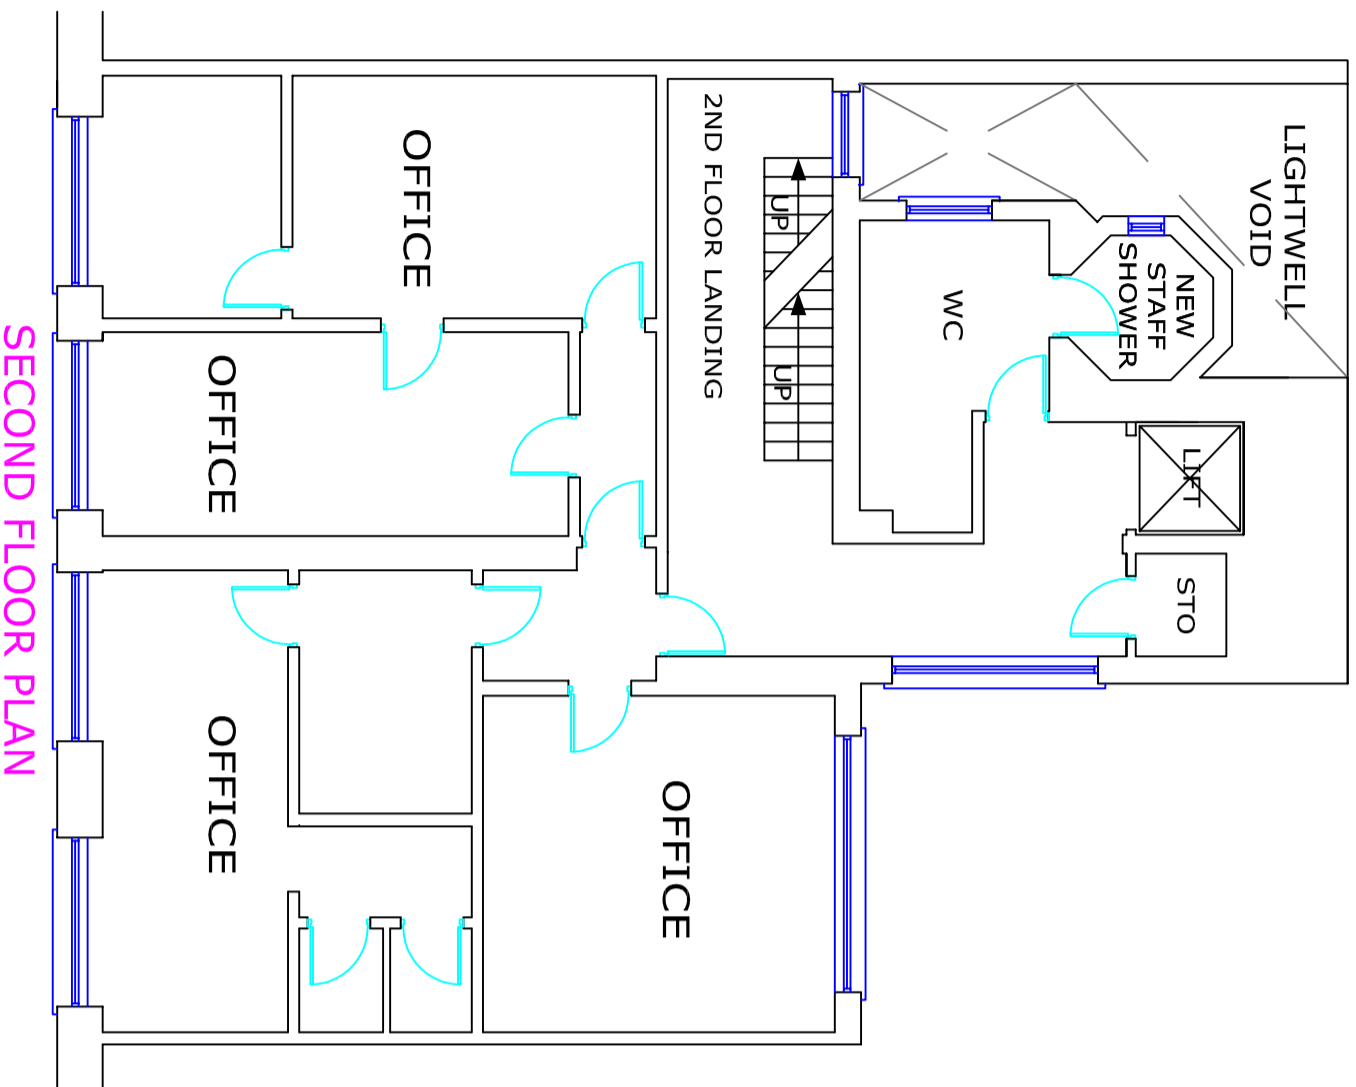 LIGHTWELL
VOID
NEW
STAFF
SHOWER
WC
LIFT
STO
2ND FLOOR LANDING
UP
UP
OFFICE
OFFICE
OFFICE
OFFICE
SECOND FLOOR PLAN